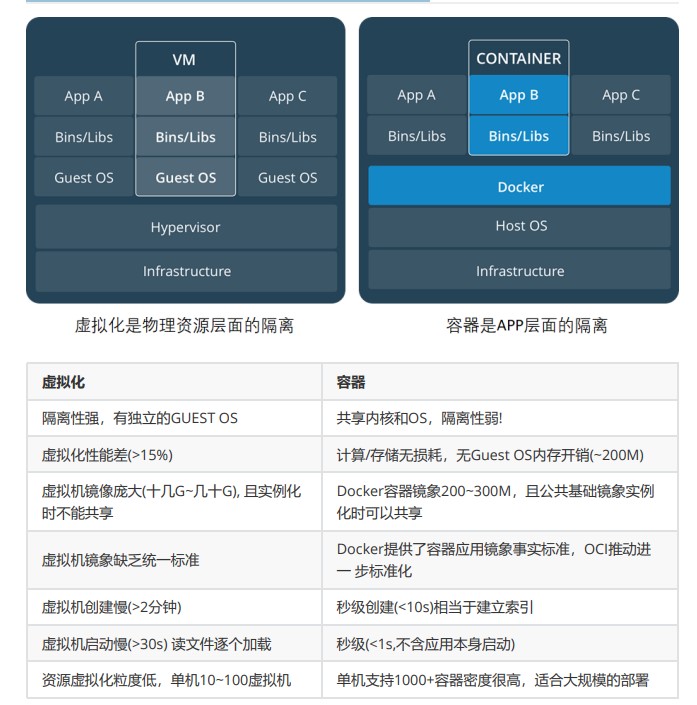 VM
App A App B App C
Bins/Libs Bins/Libs Bins/Libs
Guest OS Guest OS Guest OS
Hypervisor
Infrastructure
虚拟化是物理资源层面的隔离
CONTAINER
App A App B App C
Bins/Libs Bins/Libs Bins/Libs
Docker
Host OS
Infrastructure
容器是APP层面的隔离
虚拟化 容器
隔离性强，有独立的GUEST OS 共享内核和OS，隔离性弱!
虚拟化性能差(>15%) 计算/存储无损耗，无Guest OS内存开销(~200M)
虚拟机镜像庞大(十几G~几十G), 且实例化
时不能共享
Docker容器镜象200~300M，且公共基础镜象实例
化时可以共享
虚拟机镜象缺乏统一标准
Docker提供了容器应用镜象事实标准，OCI推动进
一 步标准化
虚拟机创建慢(>2分钟) 秒级创建(<10s)相当于建立索引
虚拟机启动慢(>30s) 读文件逐个加载 秒级(<1s,不含应用本身启动)
资源虚拟化粒度低，单机10~100虚拟机 单机支持1000+容器密度很高，适合大规模的部署